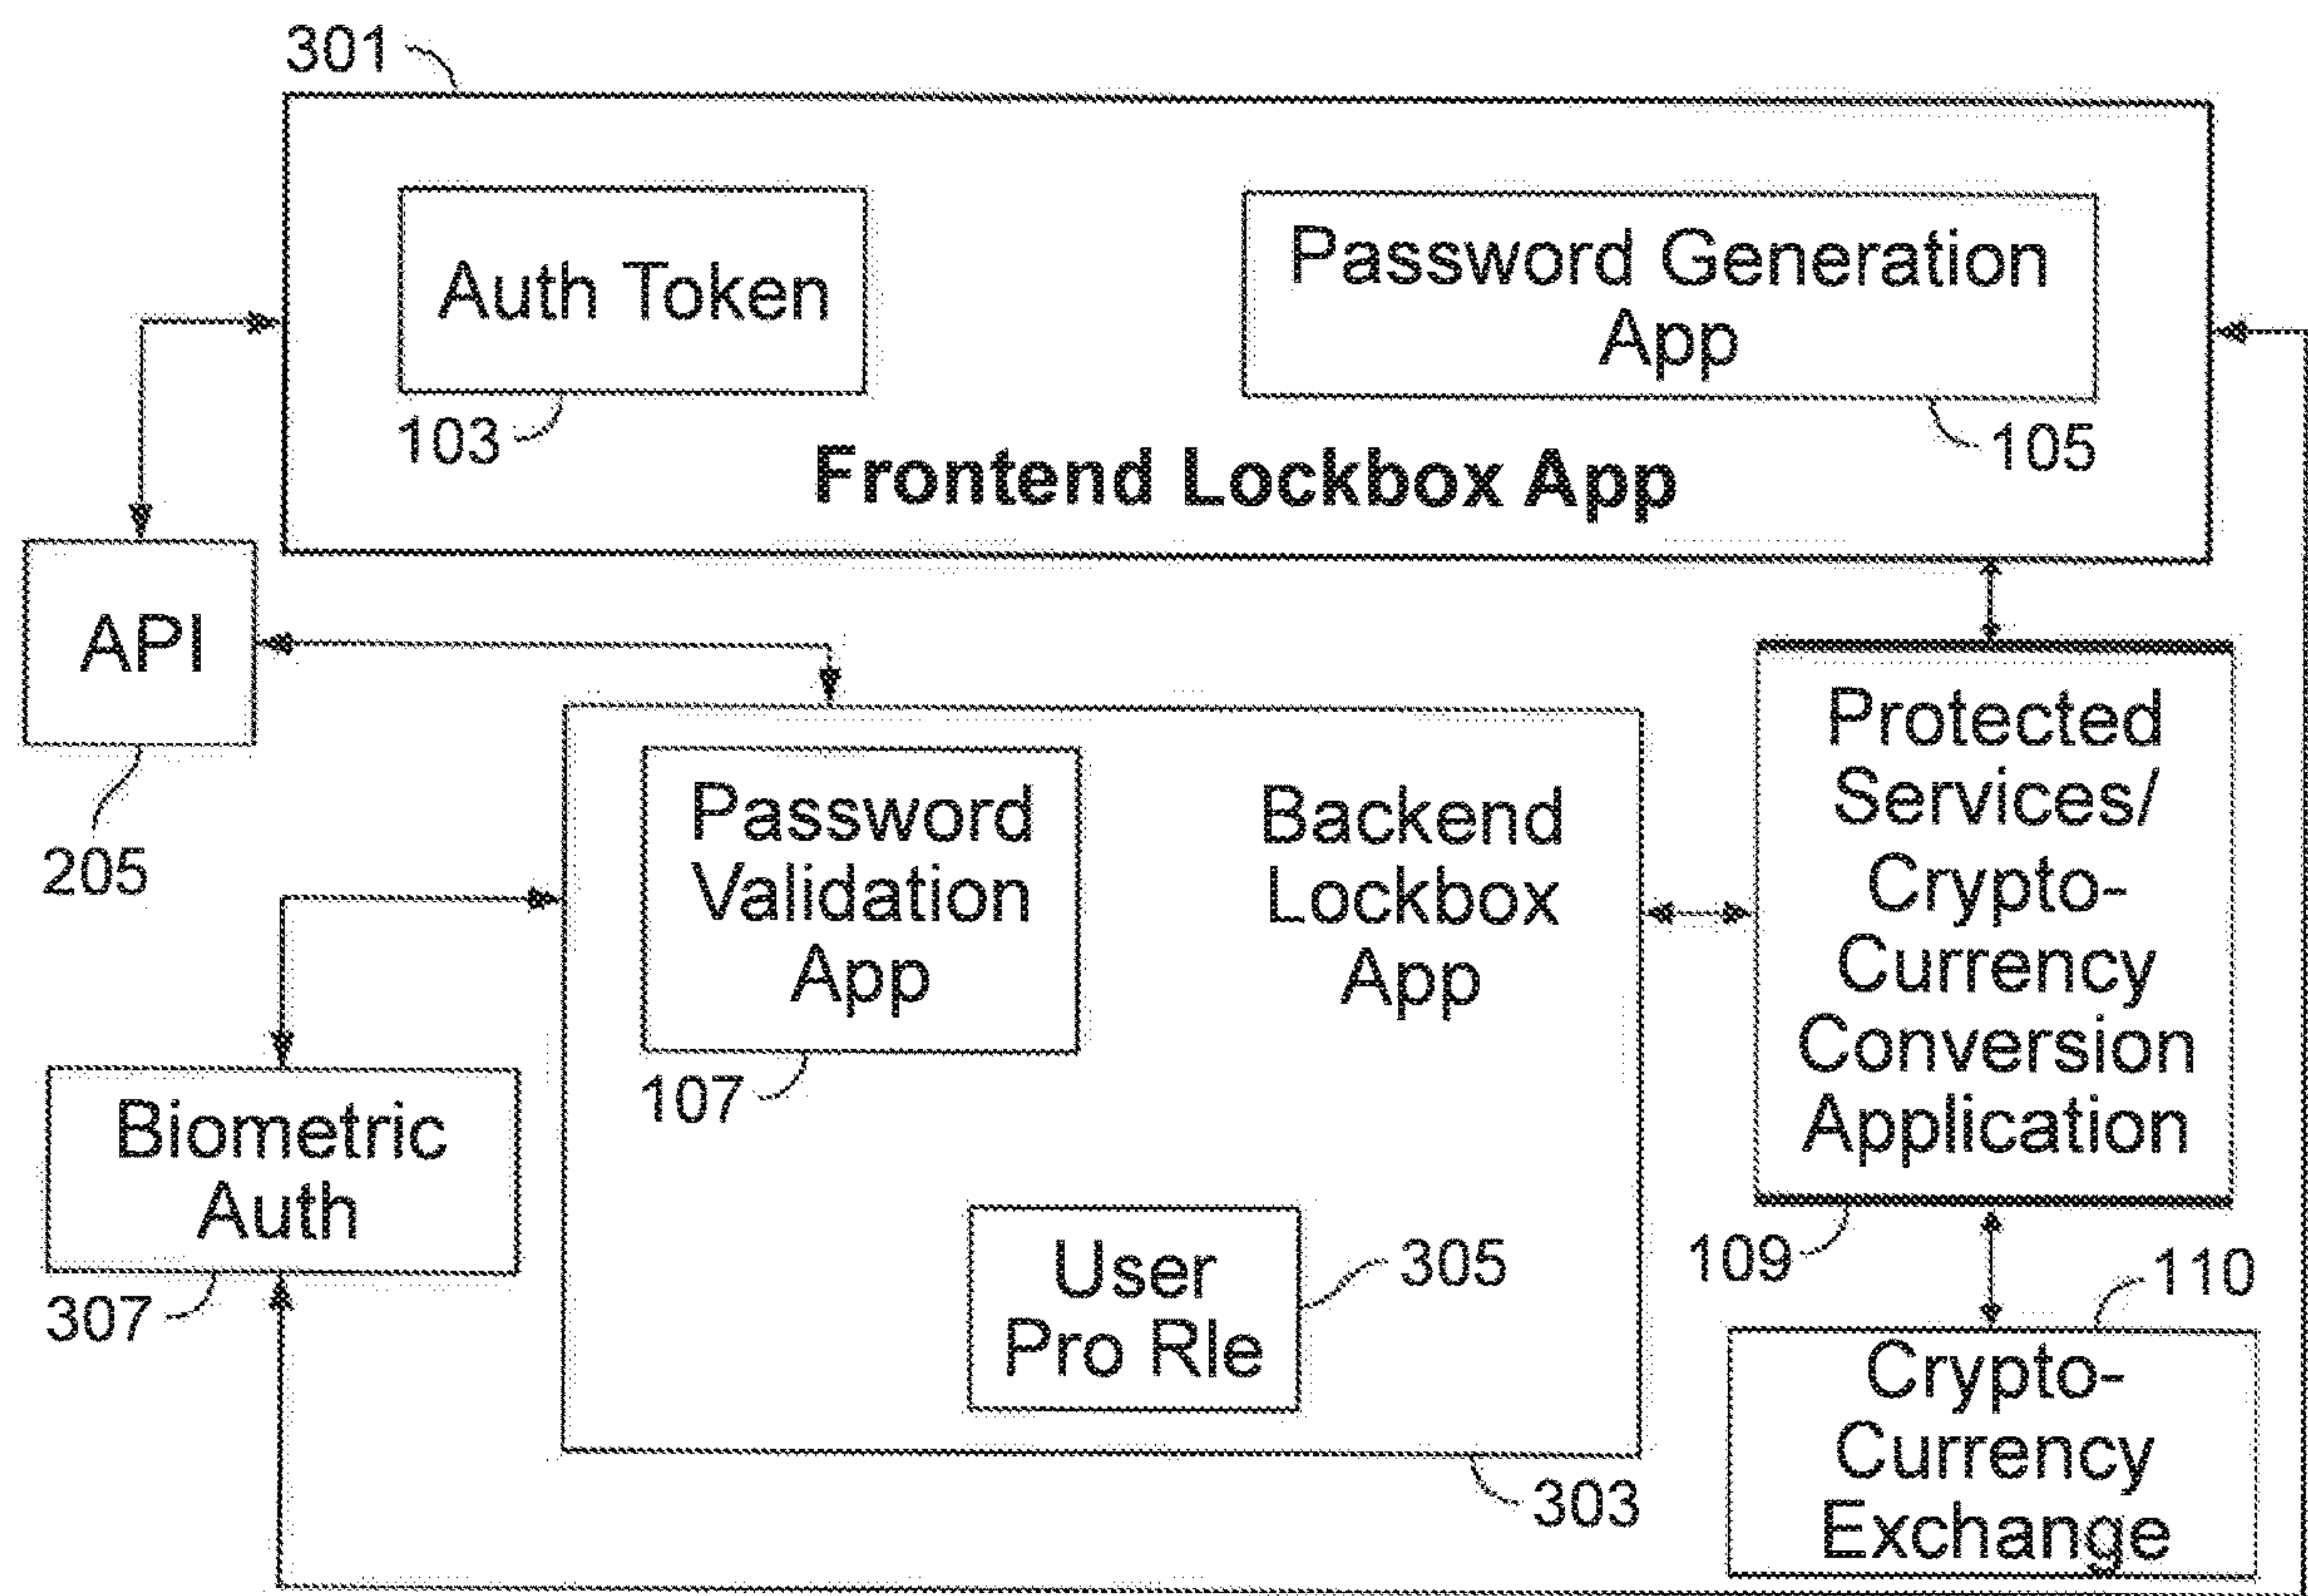 301
Auth Token
103
Password Generation
App
105
Frontend Lockbox App
API
205
Password
Validation
App
107
Backend
Lockbox
App
User
Pro Rle
305
303
Biometric
Auth
307
Protected
Services/
Crypto-
Currency
Conversion
Application
109
110
Crypto-
Currency
Exchange